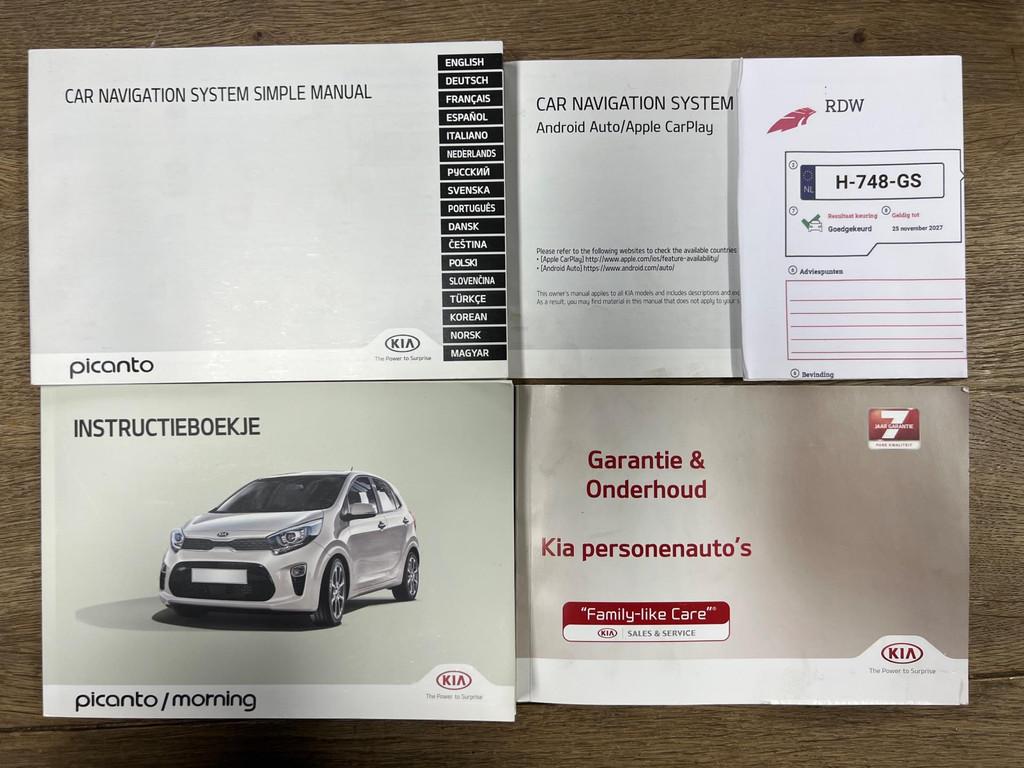 CAR NAVIGATION SYSTEM SIMPLE MANUAL
ENGLISH
DEUTSCH
FRANÇAIS
ESPAÑOL
ITALIANO
NEDERLANDS
РУССКИЙ
SVENSKA
PORTUGUÊS
DANSK
ČEŠTINA
POLSKI
SLOVENČINA
TÜRKÇE
KOREAN
NORSK
MAGYAR
picanto
KIA
The Power to Surprise
CAR NAVIGATION SYSTEM
Android Auto/Apple CarPlay
Please refer to the following websites to check the available countries
• [Apple CarPlay] http://www.apple.com/ios/feature-availability/
• [Android Auto] https://www.android.com/auto/
This owner's manual applies to all KIA models and includes descriptions and
As a result, you may find material in this manual that does not apply to your
RDW
NL
H-748-GS
Resultaat keuring
Goedgekeurd
Geldig tot
25 november 2027
Adviespunten
Bevinding
INSTRUCTIEBOEKJE
picanto/morning
KIA
The Power to Surprise
7
JAAR GARANTIE
PURE KWALITEIT
Garantie &
Onderhoud
Kia personenauto's
"Family-like Care"®
KIA | SALES & SERVICE
KIA
The Power to Surprise